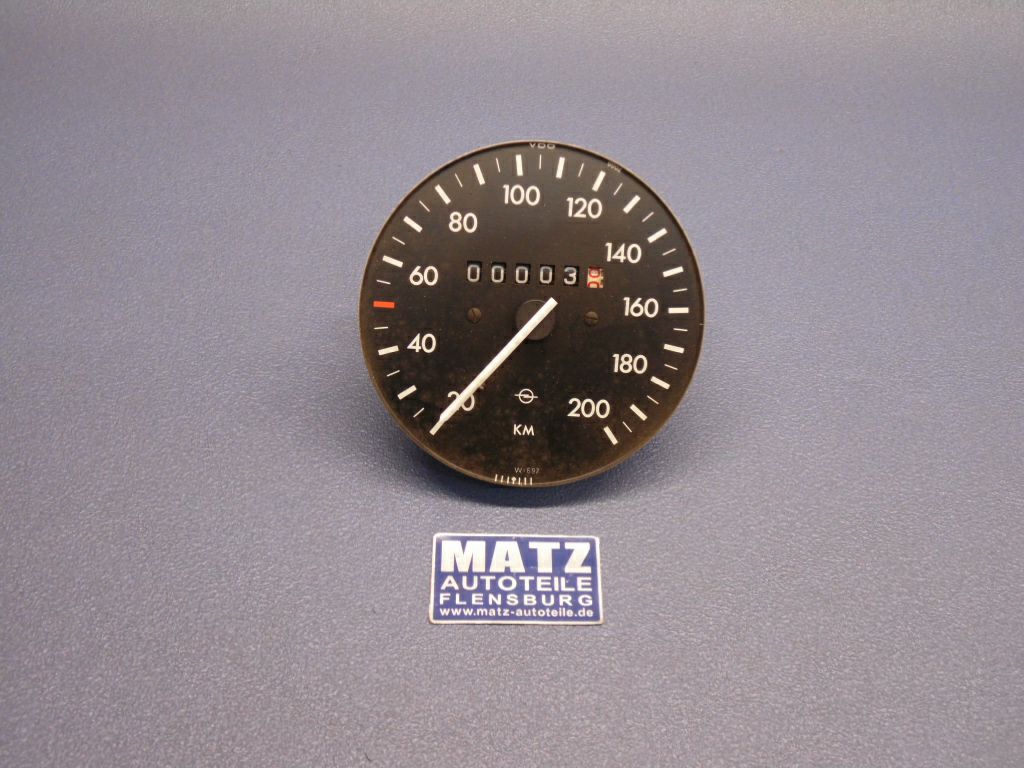 VDO
100
120
80
140
60
00003
160
40
180
20
200
KM
W=697
MATZ
AUTOTEILE
FLENSBURG
www.matz-autoteile.de